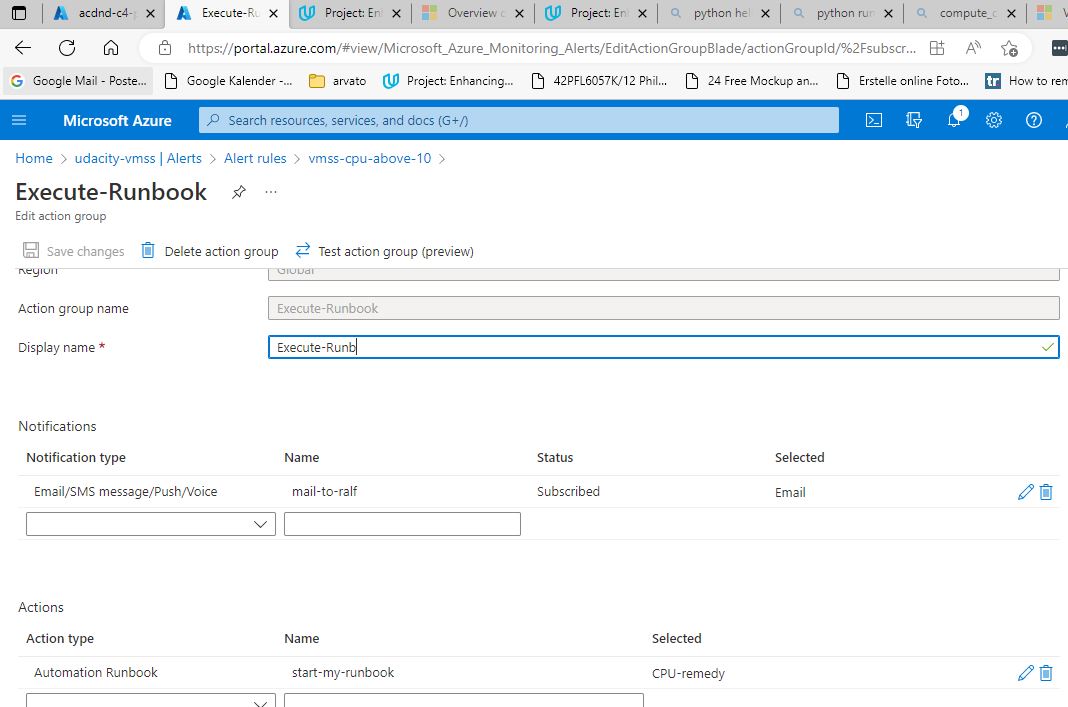 acdnd-c4-p
Execute-Ru
Project: En
Overview c
Project: En
python hel
python run
compute_c
https://portal.azure.com/#view/Microsoft_Azure_Monitoring_Alerts/EditActionGroupBlade/actionGroupId/%2Fsubscr...
Google Mail - Poste...
Google Kalender -...
arvato
Project: Enhancing...
42PFL6057K/12 Phil...
24 Free Mockup an...
Erstelle online Foto...
How to rem
Microsoft Azure
Search resources, services, and docs (G+/)
1
Home > udacity-vmss | Alerts > Alert rules > vmss-cpu-above-10 >
Execute-Runbook ...
Edit action group
Save changes
Delete action group
Test action group (preview)
Region
Global
Action group name
Execute-Runbook
Display name *
Execute-Runb
Notifications
Notification type Name Status Selected
Email/SMS message/Push/Voice mail-to-ralf Subscribed Email
Actions
Action type Name Selected
Automation Runbook start-my-runbook CPU-remedy